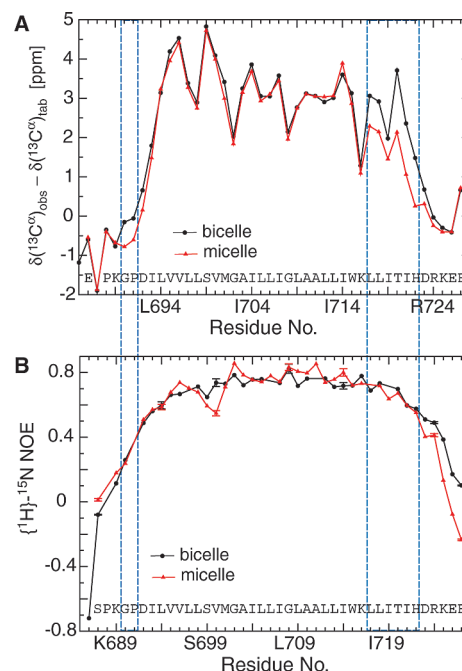 A
δ(¹³Cᵅ)obs − δ(¹³Cᵅ)tab [ppm]
5
4
3
2
1
0
-1
-2
bicelle
micelle
E PKGPDILVVLLSVMGAILLIGLAALLIWKLLITIHDRKEF
L694 I704 I714 R724
Residue No.
B
{¹H}-¹⁵N NOE
0.8
0.4
0
-0.4
-0.8
bicelle
micelle
SPKGPDILVVLLSVMGAILLIGLAALLIWKLLITIHDRKEF
K689 S699 L709 I719
Residue No.